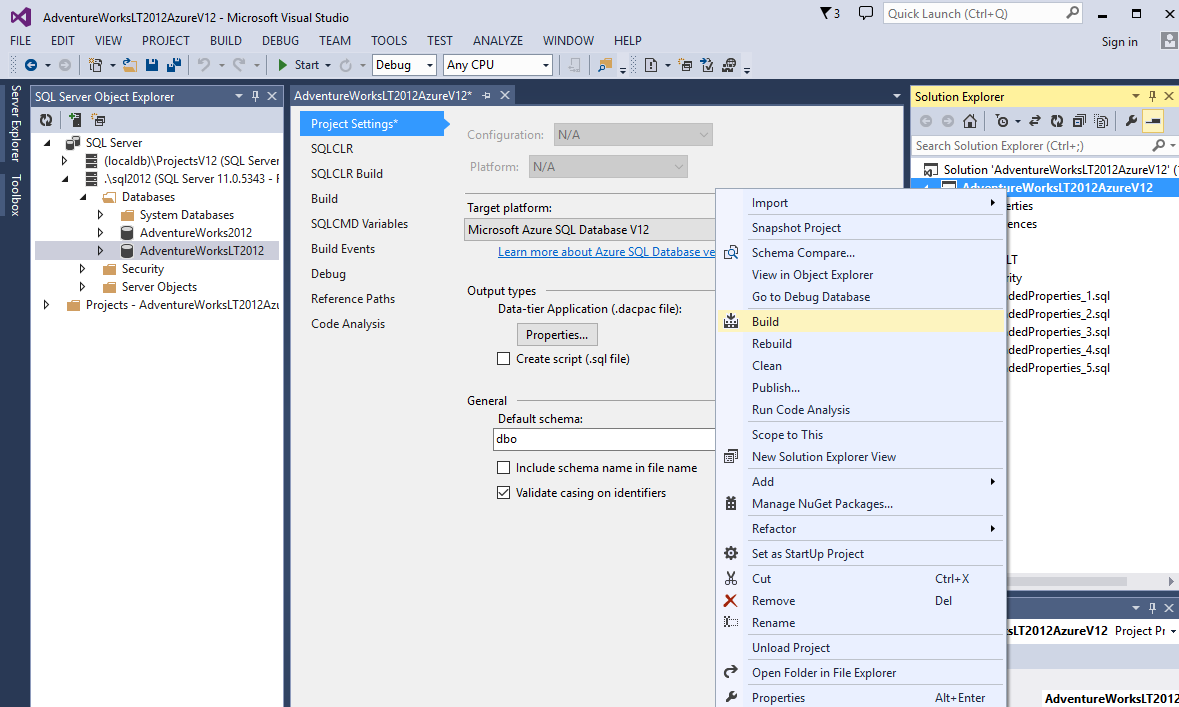 AdventureWorksLT2012AzureV12 - Microsoft Visual Studio
3
Quick Launch (Ctrl+Q)
FILE EDIT VIEW PROJECT BUILD DEBUG TEAM TOOLS TEST ANALYZE WINDOW HELP
Sign in
Start Debug Any CPU
Server Explorer
Toolbox
SQL Server Object Explorer
SQL Server
(localdb)\ProjectsV12 (SQL Server
.\sql2012 (SQL Server 11.0.5343 - F
Databases
System Databases
AdventureWorks2012
AdventureWorksLT2012
Security
Server Objects
Projects - AdventureWorksLT2012Azu
AdventureWorksLT2012AzureV12*
Project Settings*
SQLCLR
SQLCLR Build
Build
SQLCMD Variables
Build Events
Debug
Reference Paths
Code Analysis
Configuration: N/A
Platform: N/A
Target platform:
Microsoft Azure SQL Database V12
Learn more about Azure SQL Database ve
Output types
Data-tier Application (.dacpac file):
Properties...
Create script (.sql file)
General
Default schema:
dbo
Include schema name in file name
Validate casing on identifiers
Import
Snapshot Project
Schema Compare...
View in Object Explorer
Go to Debug Database
Build
Rebuild
Clean
Publish...
Run Code Analysis
Scope to This
New Solution Explorer View
Add
Manage NuGet Packages...
Refactor
Set as StartUp Project
Cut Ctrl+X
Remove Del
Rename
Unload Project
Open Folder in File Explorer
Properties Alt+Enter
Solution Explorer
Search Solution Explorer (Ctrl+;)
Solution 'AdventureWorksLT2012AzureV12' (
AdventureWorksLT2012AzureV12
erties
ences
LT
ity
dedProperties_1.sql
dedProperties_2.sql
dedProperties_3.sql
dedProperties_4.sql
dedProperties_5.sql
sLT2012AzureV12 Project Pr
AdventureWorksLT2012